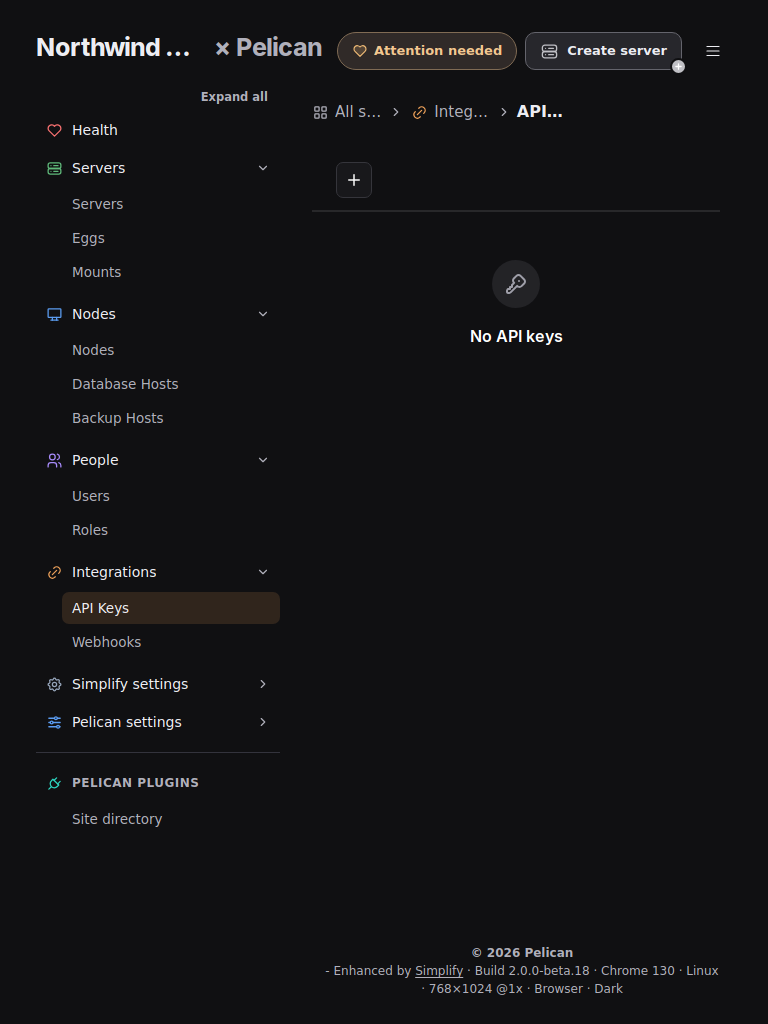 Northwind ... × Pelican
Attention needed
Create server
Expand all
All s... > Integ... > API...
Health
Servers
Servers
Eggs
Mounts
Nodes
Nodes
Database Hosts
Backup Hosts
People
Users
Roles
Integrations
API Keys
Webhooks
Simplify settings
Pelican settings
PELICAN PLUGINS
Site directory
No API keys
© 2026 Pelican
- Enhanced by Simplify · Build 2.0.0-beta.18 · Chrome 130 · Linux
· 768×1024 @1x · Browser · Dark